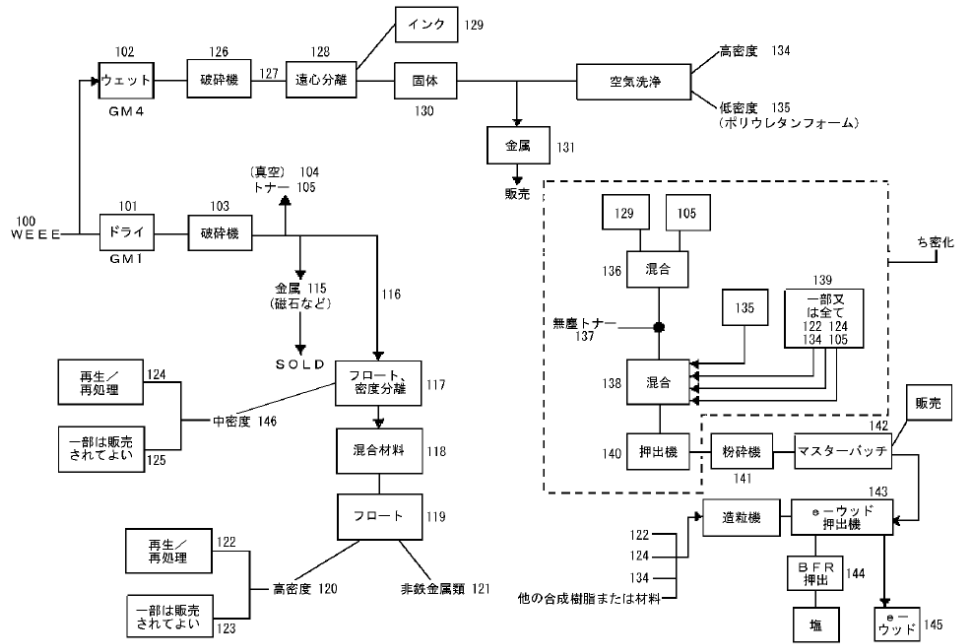 インク 129
102
ウェット
GM4
126
破砕機
127
128
遠心分離
固体
130
空気洗浄
高密度 134
低密度 135
(ポリウレタンフォーム)
金属 131
販売
100
WEEE
101
ドライ
GM1
103
破砕機
(真空) 104
トナー 105
金属 115
(磁石など)
SOLD
116
フロート、
密度分離
117
中密度 146
再生/
再処理
124
一部は販売
されてよい
125
混合材料 118
フロート 119
再生/
再処理
122
一部は販売
されてよい
123
高密度 120
非鉄金属類 121
129
105
136 混合
ち密化
無塵トナー
137
135
139
一部又
は全て
122 124
134 105
138 混合
140 押出機
粉砕機
141
142
マスターバッチ
販売
143
e-ウッド
押出機
造粒機
122
124
134
他の合成樹脂または材料
BFR
押出
144
塩
e-
ウッド
145